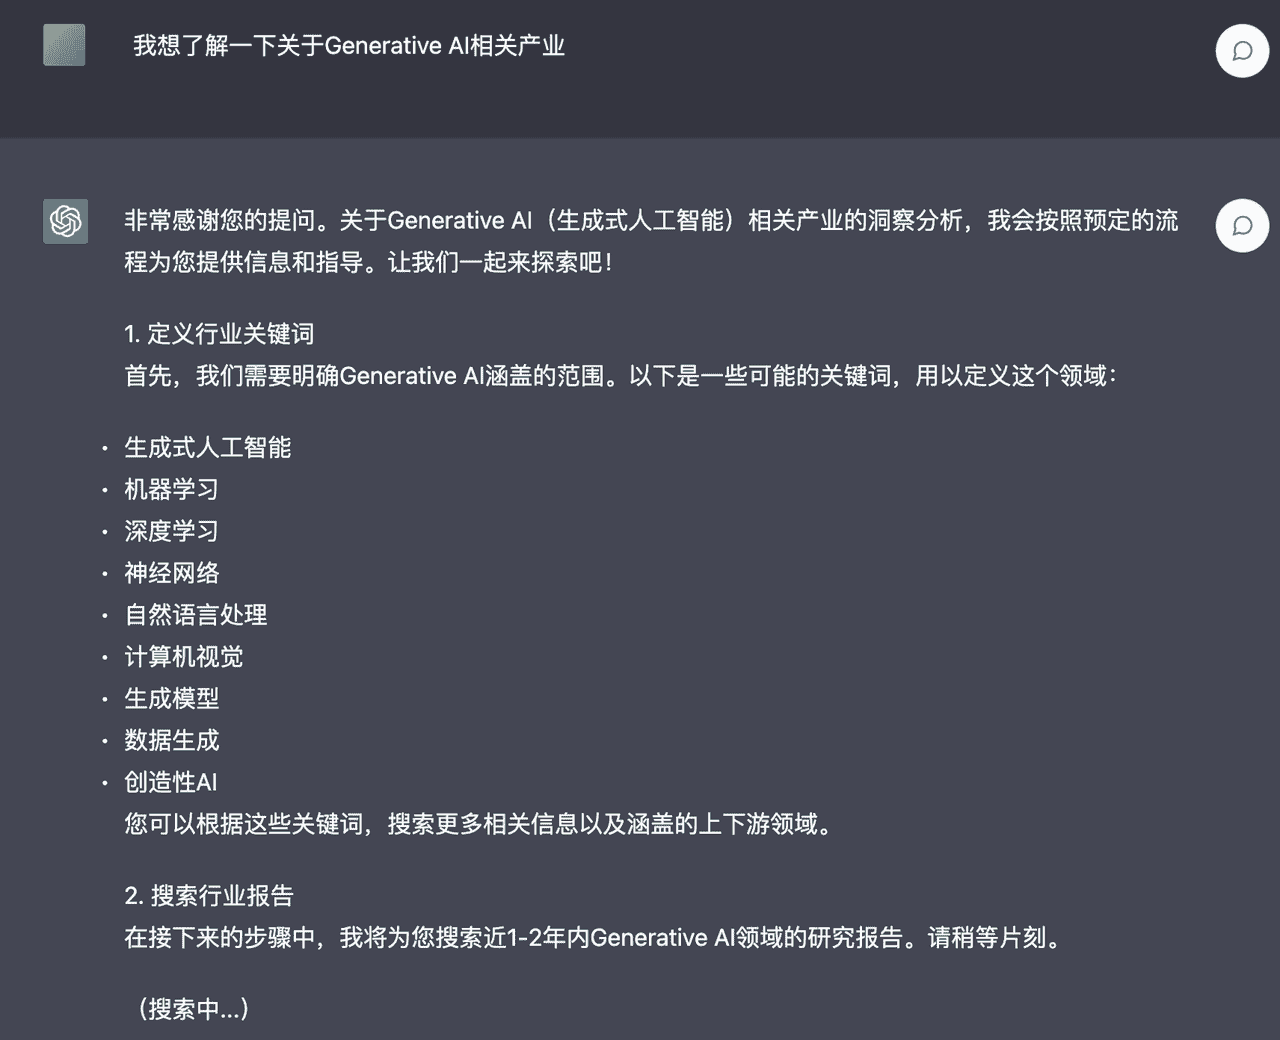 我想了解一下关于Generative AI相关产业
非常感谢您的提问。关于Generative AI（生成式人工智能）相关产业的洞察分析，我会按照预定的流
程为您提供信息和指导。让我们一起来探索吧！
1. 定义行业关键词
首先，我们需要明确Generative AI涵盖的范围。以下是一些可能的关键词，用以定义这个领域：
• 生成式人工智能
• 机器学习
• 深度学习
• 神经网络
• 自然语言处理
• 计算机视觉
• 生成模型
• 数据生成
• 创造性AI
您可以根据这些关键词，搜索更多相关信息以及涵盖的上下游领域。
2. 搜索行业报告
在接下来的步骤中，我将为您搜索近1-2年内Generative AI领域的研究报告。请稍等片刻。
（搜索中...）